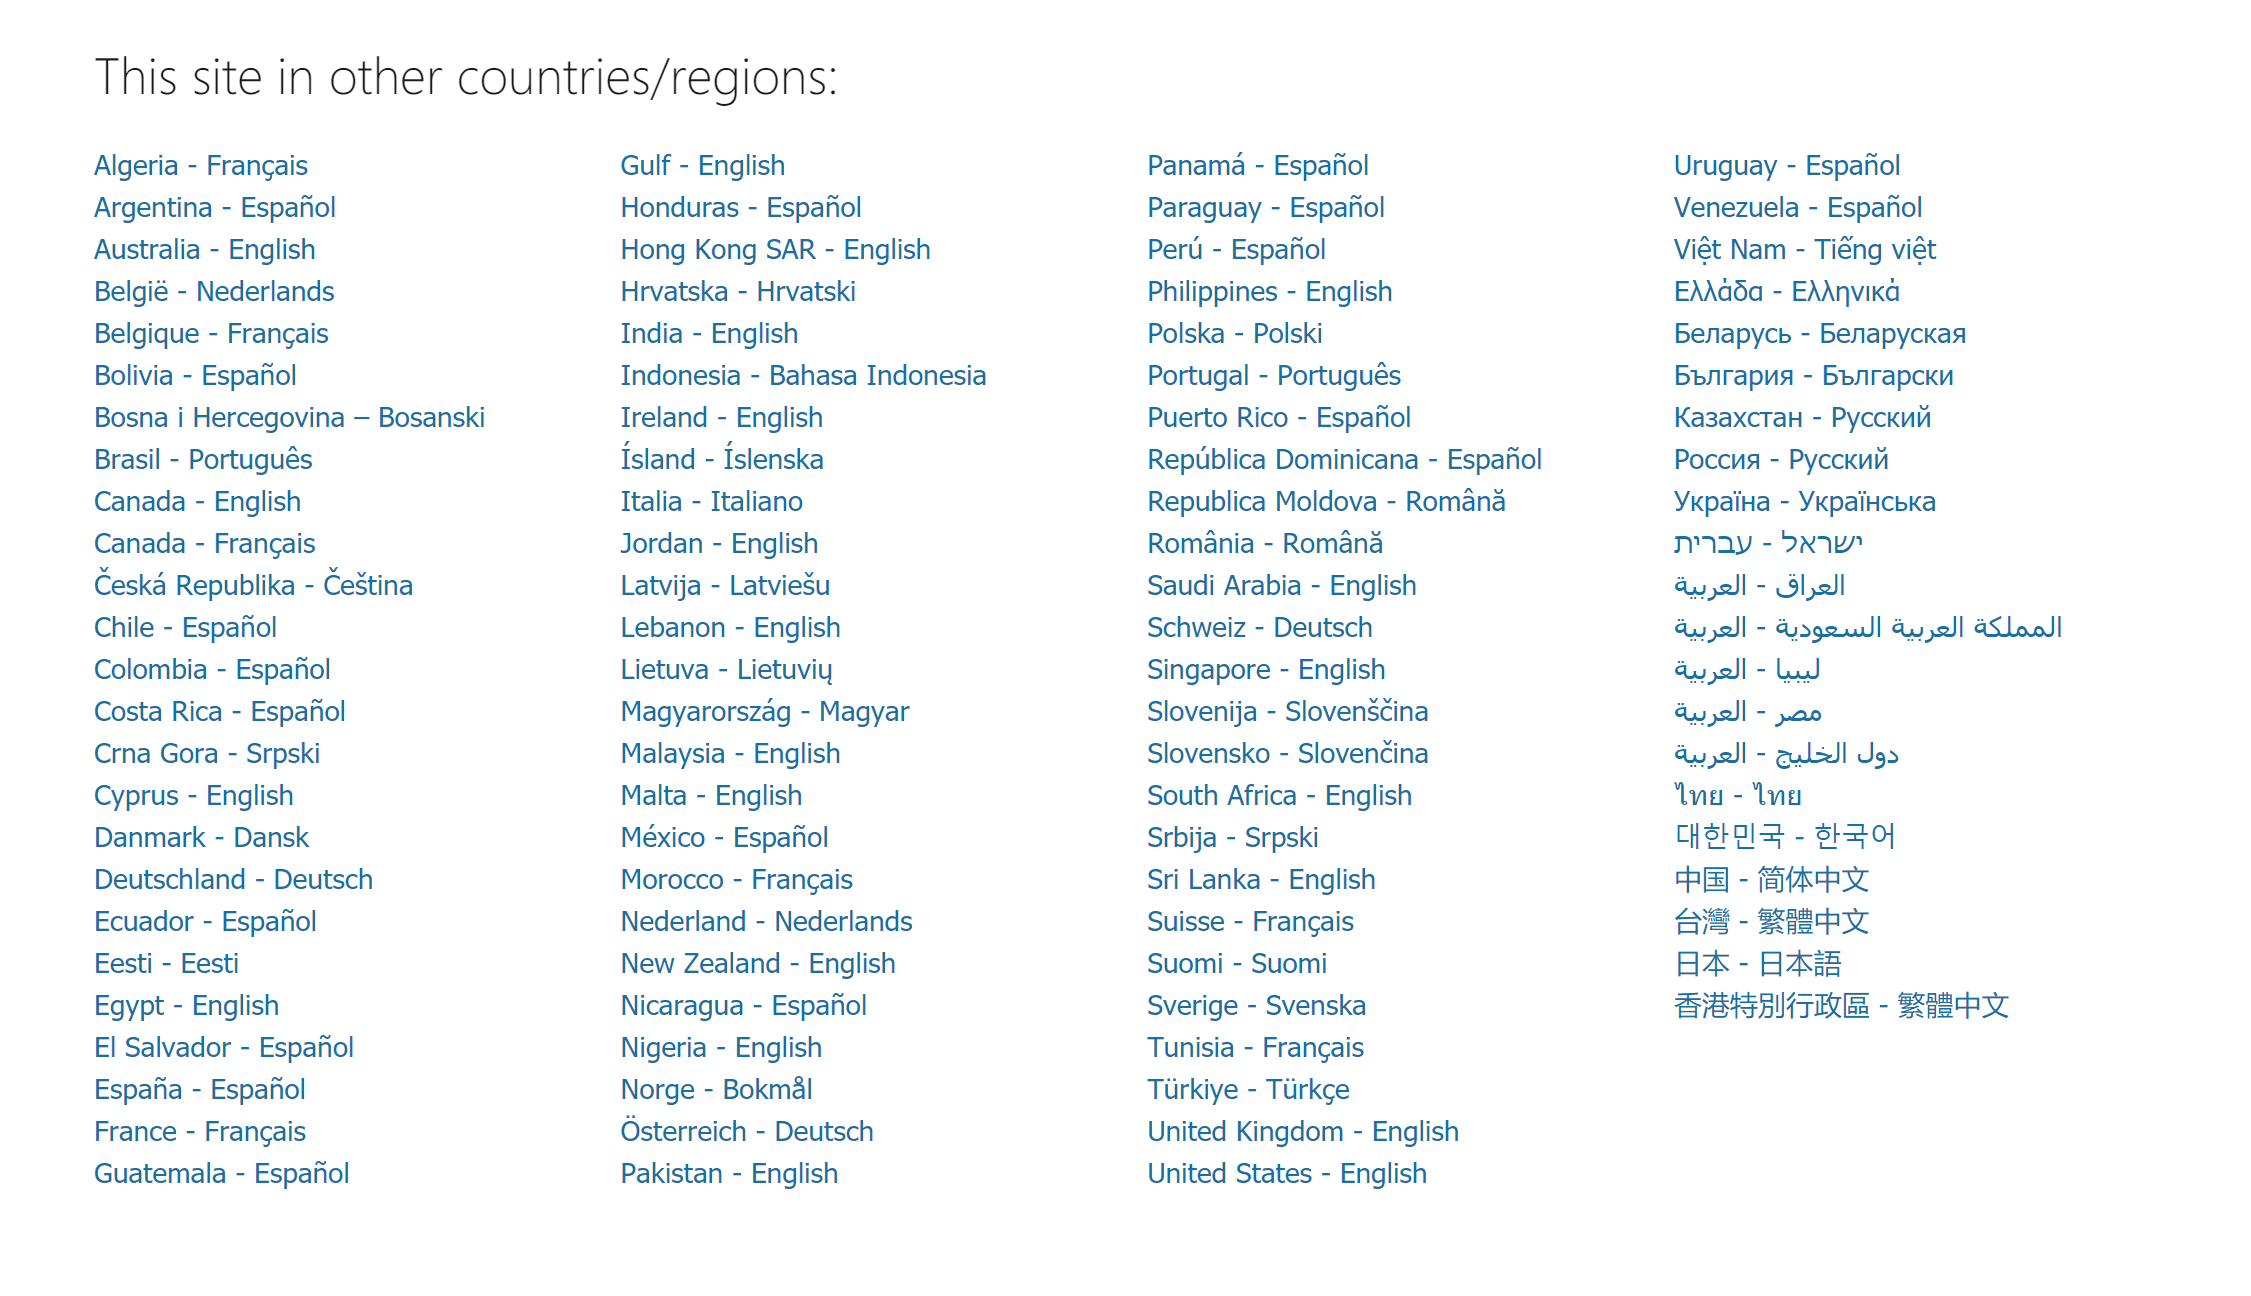 This site in other countries/regions:
Algeria - Français
Argentina - Español
Australia - English
België - Nederlands
Belgique - Français
Bolivia - Español
Bosna i Hercegovina – Bosanski
Brasil - Português
Canada - English
Canada - Français
Česká Republika - Čeština
Chile - Español
Colombia - Español
Costa Rica - Español
Crna Gora - Srpski
Cyprus - English
Danmark - Dansk
Deutschland - Deutsch
Ecuador - Español
Eesti - Eesti
Egypt - English
El Salvador - Español
España - Español
France - Français
Guatemala - Español
Gulf - English
Honduras - Español
Hong Kong SAR - English
Hrvatska - Hrvatski
India - English
Indonesia - Bahasa Indonesia
Ireland - English
Ísland - Íslenska
Italia - Italiano
Jordan - English
Latvija - Latviešu
Lebanon - English
Lietuva - Lietuvių
Magyarország - Magyar
Malaysia - English
Malta - English
México - Español
Morocco - Français
Nederland - Nederlands
New Zealand - English
Nicaragua - Español
Nigeria - English
Norge - Bokmål
Österreich - Deutsch
Pakistan - English
Panamá - Español
Paraguay - Español
Perú - Español
Philippines - English
Polska - Polski
Portugal - Português
Puerto Rico - Español
República Dominicana - Español
Republica Moldova - Română
România - Română
Saudi Arabia - English
Schweiz - Deutsch
Singapore - English
Slovenija - Slovenščina
Slovensko - Slovenčina
South Africa - English
Srbija - Srpski
Sri Lanka - English
Suisse - Français
Suomi - Suomi
Sverige - Svenska
Tunisia - Français
Türkiye - Türkçe
United Kingdom - English
United States - English
Uruguay - Español
Venezuela - Español
Việt Nam - Tiếng việt
Ελλάδα - Ελληνικά
Беларусь - Беларуская
България - Български
Казахстан - Русский
Россия - Русский
Україна - Українська
ישראל - עברית
العراق - العربية
المملكة العربية السعودية - العربية
ليبيا - العربية
مصر - العربية
دول الخليج - العربية
ไทย - ไทย
대한민국 - 한국어
中国 - 简体中文
台灣 - 繁體中文
日本 - 日本語
香港特別行政區 - 繁體中文